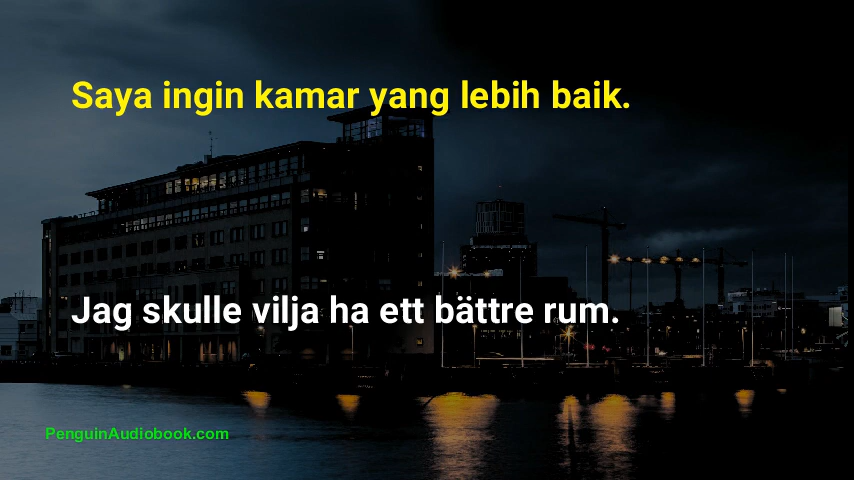 Saya ingin kamar yang lebih baik.
Jag skulle vilja ha ett bättre rum.
PenguinAudiobook.com